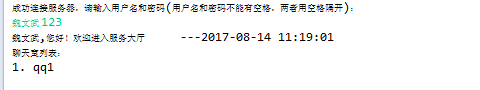 成功连接服务器，请输入用户名和密码(用户名和密码不能有空格，两者用空格隔开)：
魏文武 123
魏文武,您好！欢迎进入服务大厅     ---2017-08-14 11:19:01
聊天室列表：
1. qq1